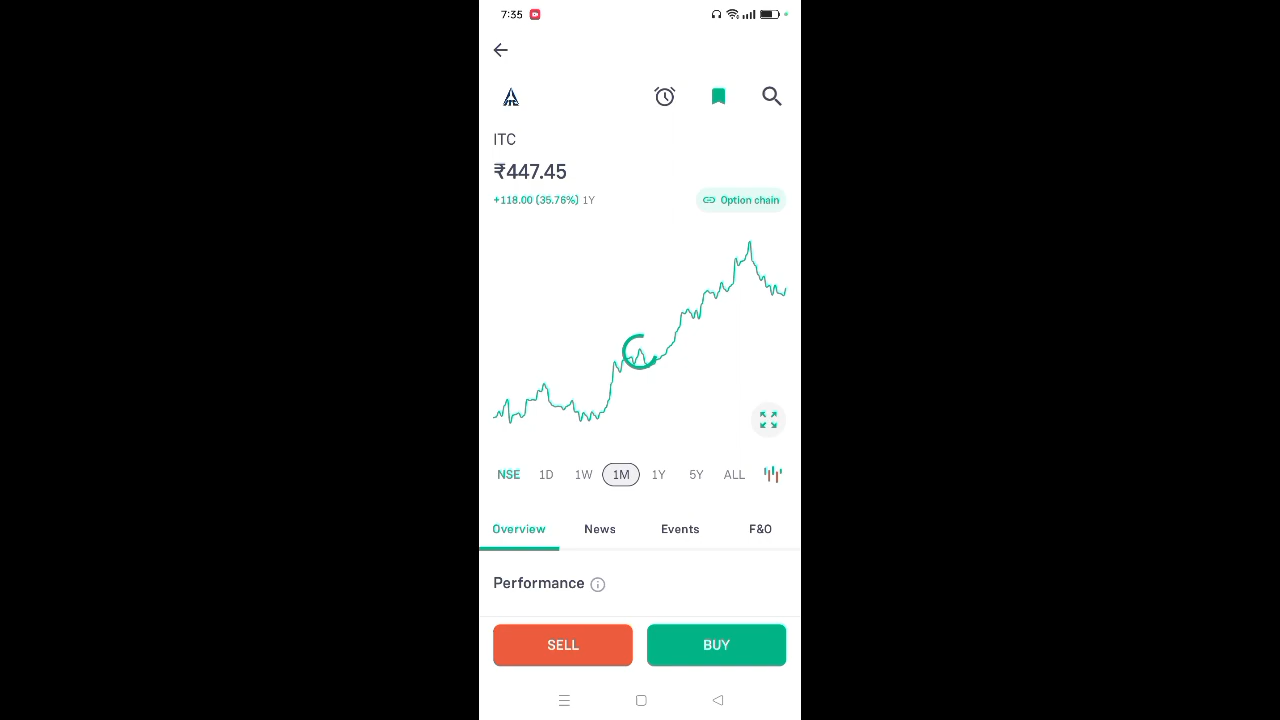 7:35
ITC
ITC
₹447.45
+118.00 (35.76%) 1Y
Option chain
NSE 1D 1W 1M 1Y 5Y ALL
Overview News Events F&O
Performance
SELL BUY